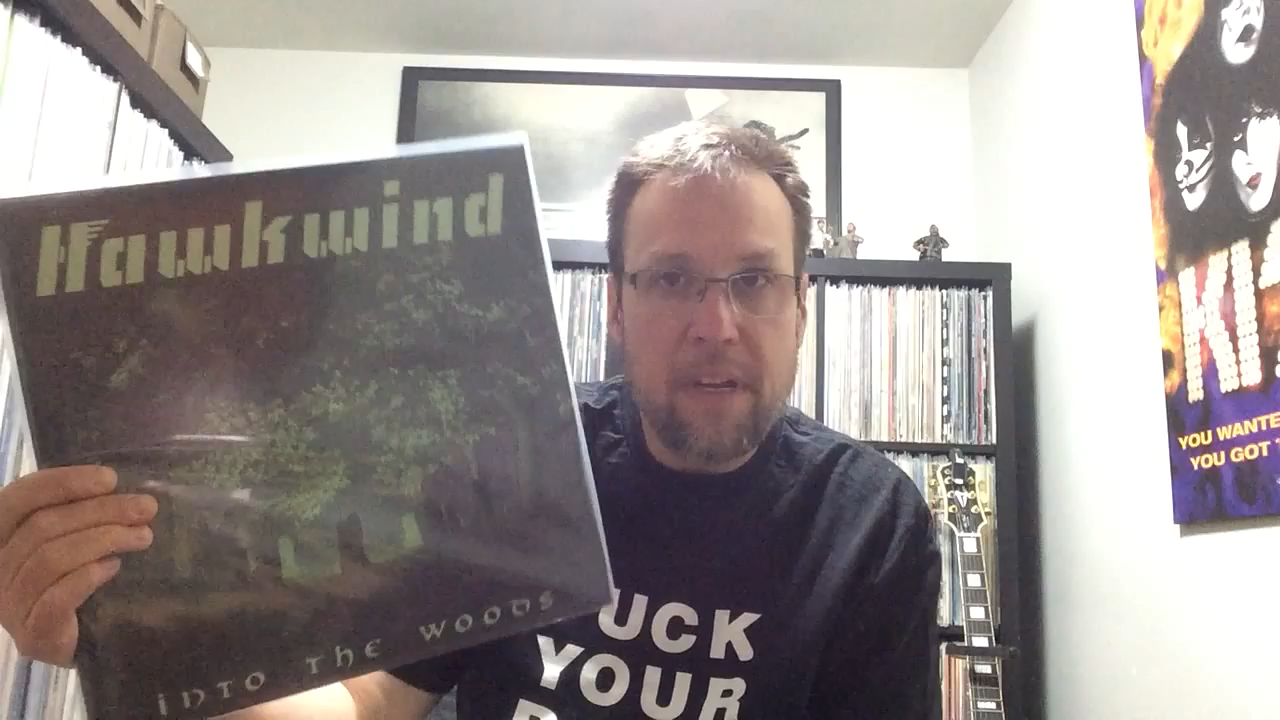 Hawkwind
INTO THE WOODS
UCK
YOUR
KI
YOU WANTE
YOU GOT